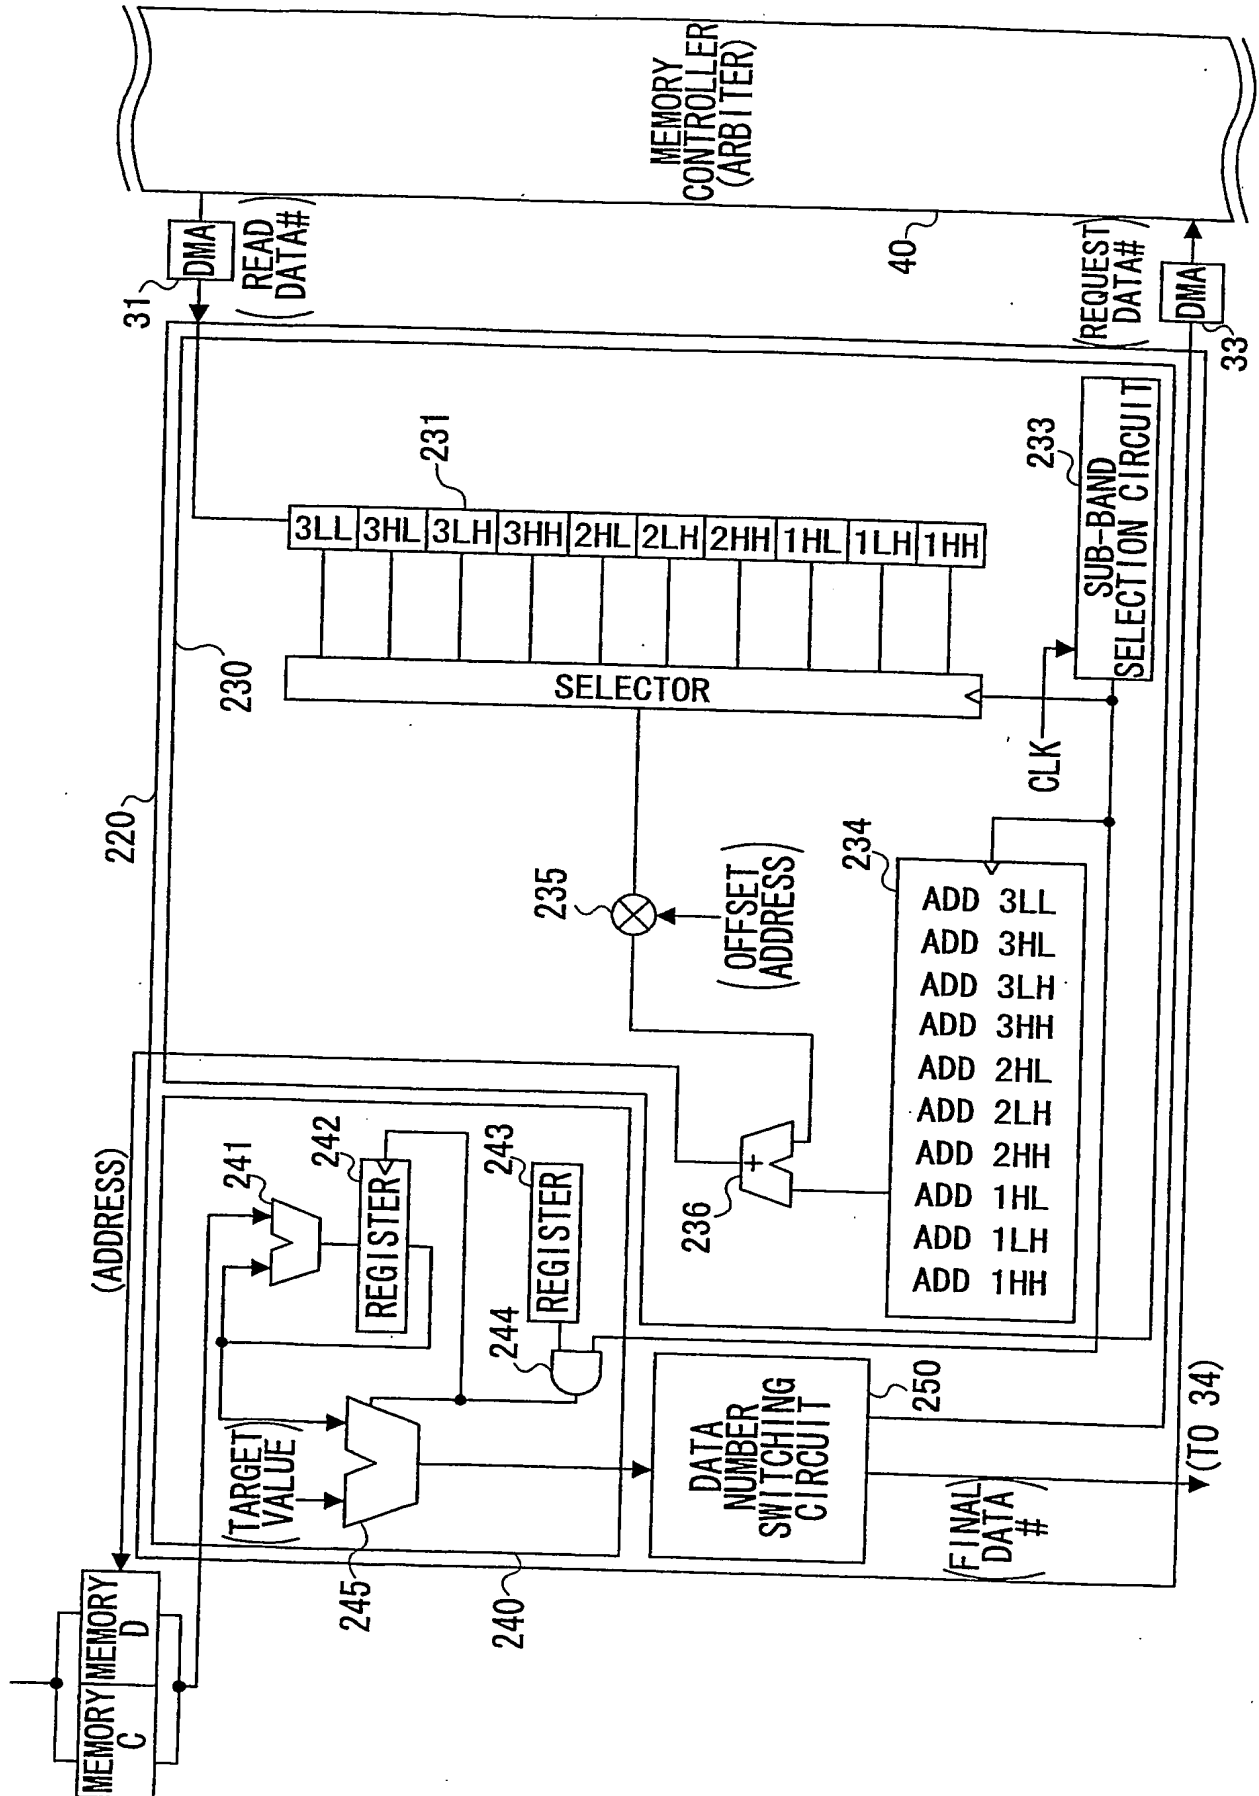 MEMORY
C
MEMORY
D
(ADDRESS)
220
230
31
DMA
(READ
DATA#)
MEMORY
CONTROLLER
(ARBITER)
40
241
242
REGISTER
243
REGISTER
244
(TARGET
VALUE)
245
240
235
(OFFSET
ADDRESS)
236
+
SELECTOR
231
3LL
3HL
3LH
3HH
2HL
2LH
2HH
1HL
1LH
1HH
234
ADD 3LL
ADD 3HL
ADD 3LH
ADD 3HH
ADD 2HL
ADD 2LH
ADD 2HH
ADD 1HL
ADD 1LH
ADD 1HH
CLK
233
SUB-BAND
SELECTION CIRCUIT
DATA
NUMBER
SWITCHING
CIRCUIT
250
(FINAL
DATA
#)
(TO 34)
(REQUEST
DATA#)
DMA
33